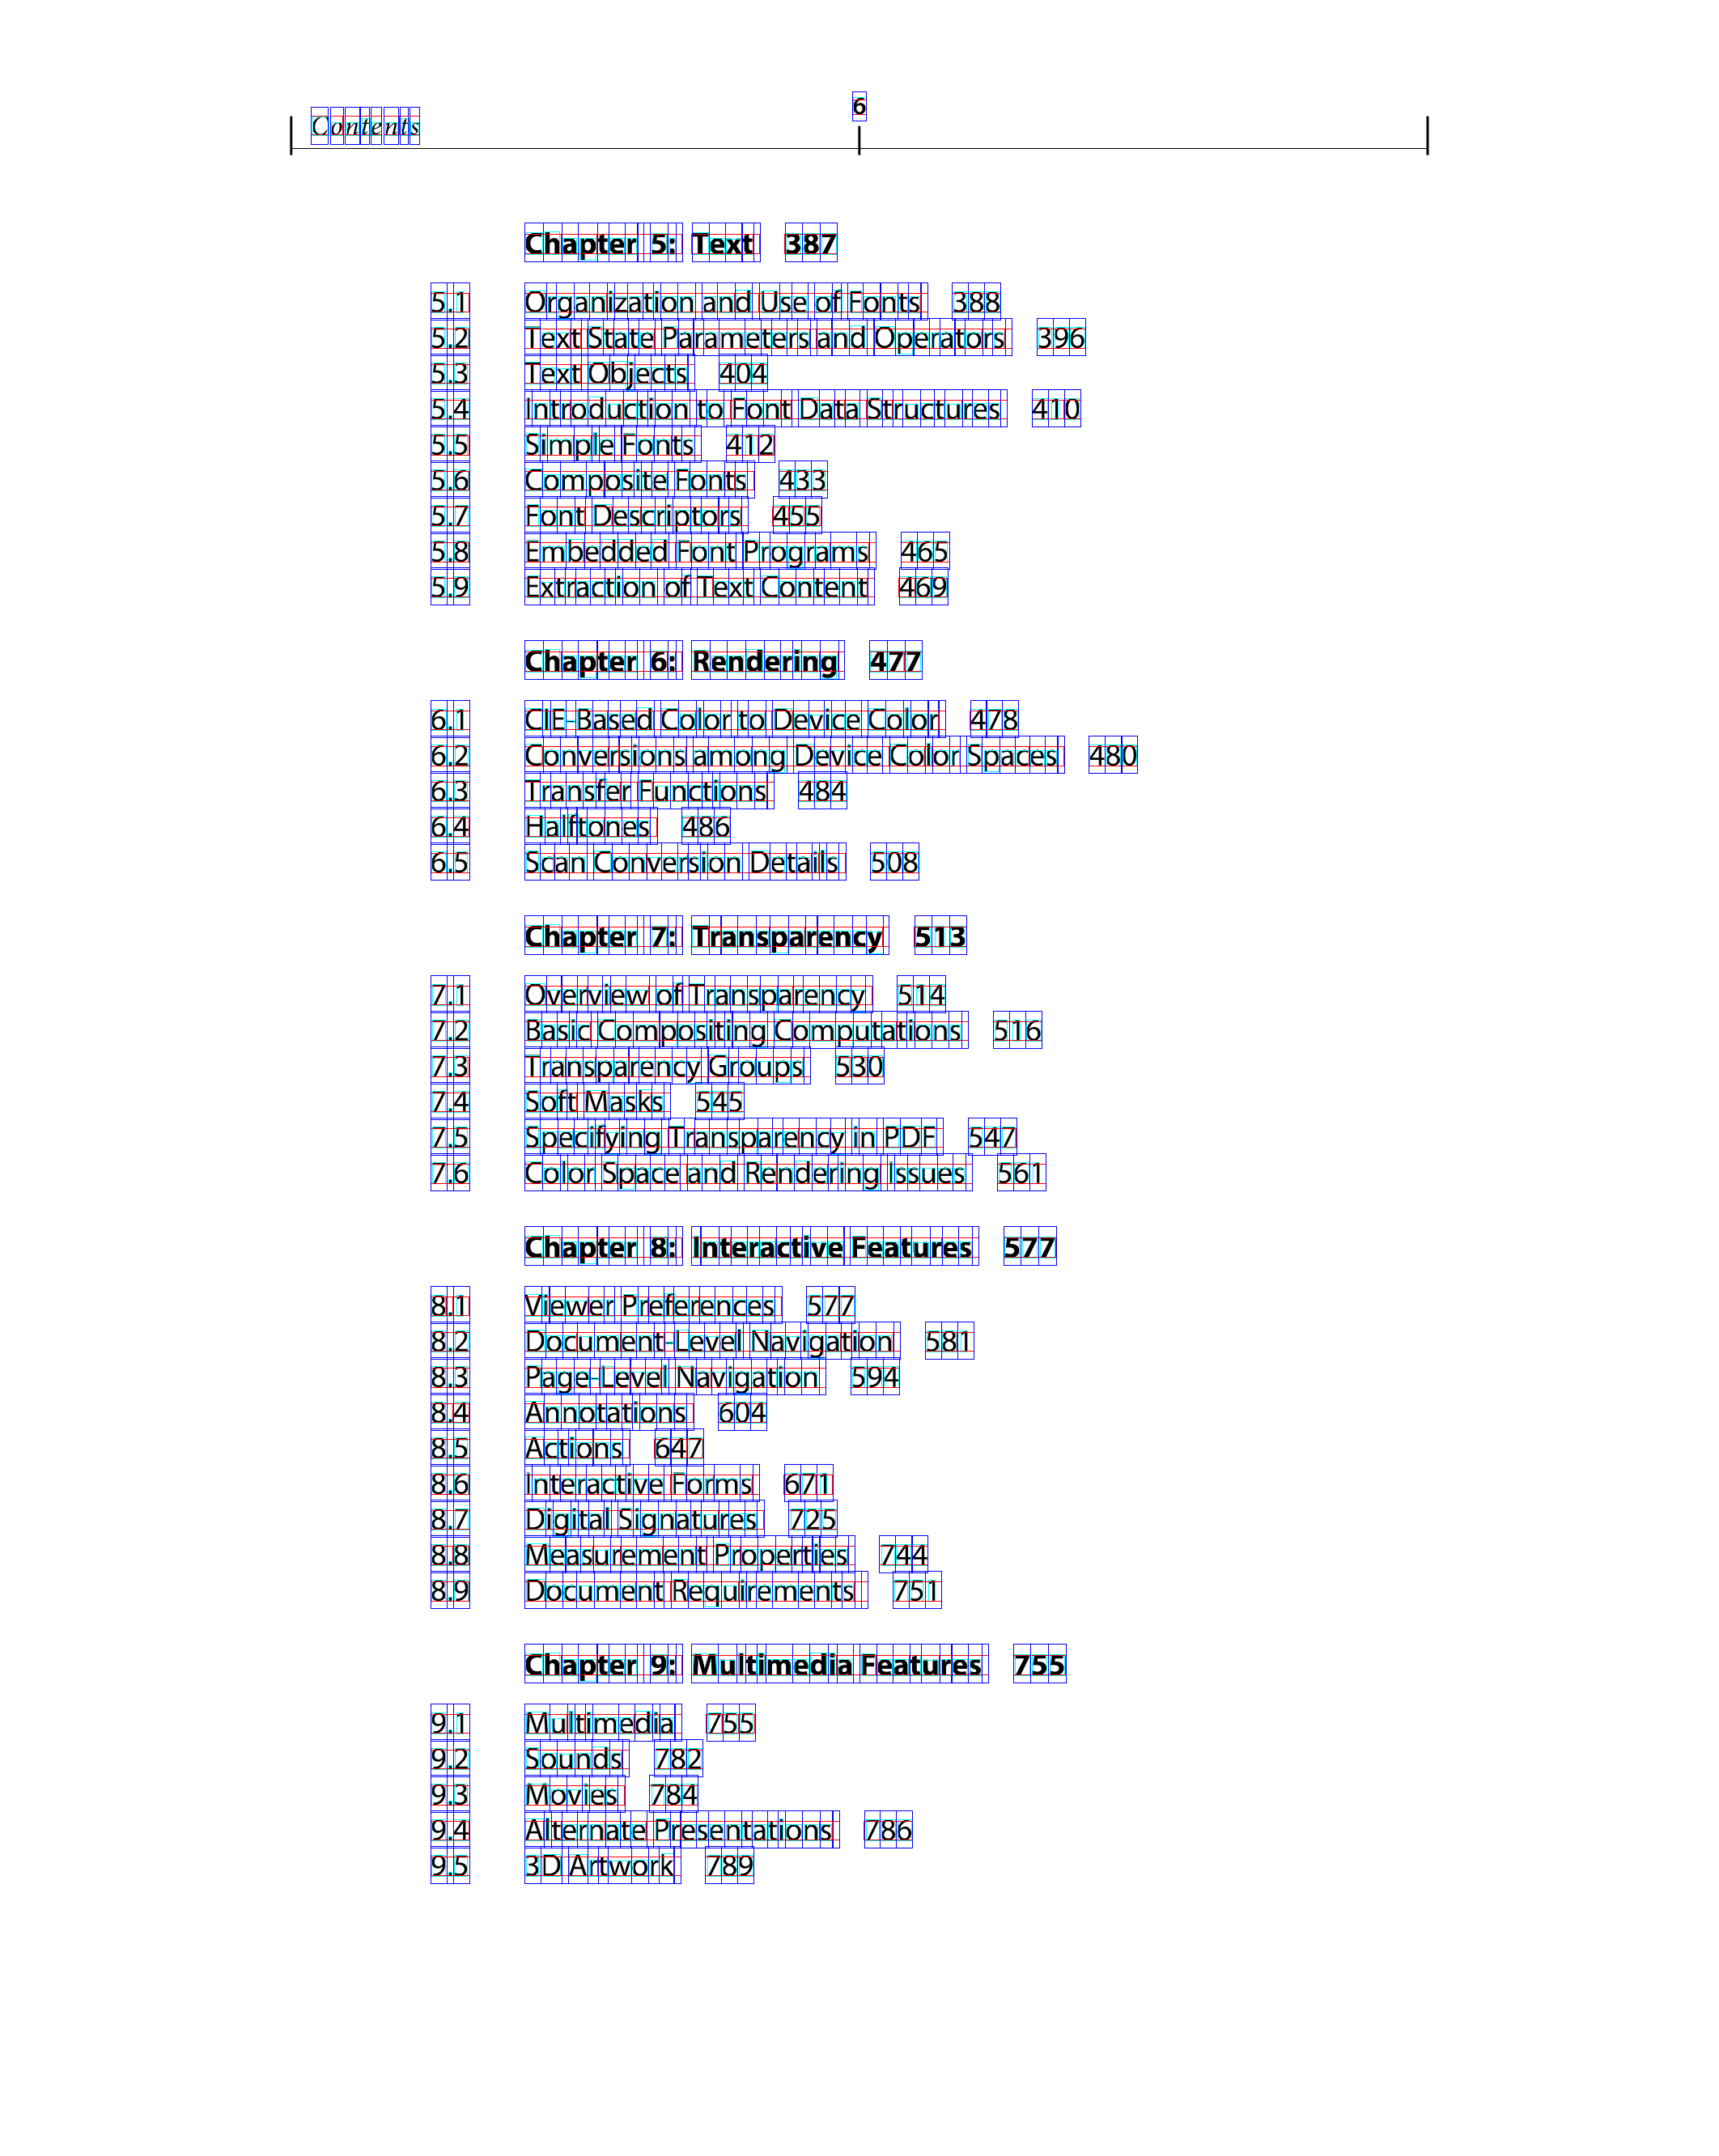 6
Contents
Chapter 5: Text 387
5.1 Organization and Use of Fonts 388
5.2 Text State Parameters and Operators 396
5.3 Text Objects 404
5.4 Introduction to Font Data Structures 410
5.5 Simple Fonts 412
5.6 Composite Fonts 433
5.7 Font Descriptors 455
5.8 Embedded Font Programs 465
5.9 Extraction of Text Content 469
Chapter 6: Rendering 477
6.1 CIE-Based Color to Device Color 478
6.2 Conversions among Device Color Spaces 480
6.3 Transfer Functions 484
6.4 Halftones 486
6.5 Scan Conversion Details 508
Chapter 7: Transparency 513
7.1 Overview of Transparency 514
7.2 Basic Compositing Computations 516
7.3 Transparency Groups 530
7.4 Soft Masks 545
7.5 Specifying Transparency in PDF 547
7.6 Color Space and Rendering Issues 561
Chapter 8: Interactive Features 577
8.1 Viewer Preferences 577
8.2 Document-Level Navigation 581
8.3 Page-Level Navigation 594
8.4 Annotations 604
8.5 Actions 647
8.6 Interactive Forms 671
8.7 Digital Signatures 725
8.8 Measurement Properties 744
8.9 Document Requirements 751
Chapter 9: Multimedia Features 755
9.1 Multimedia 755
9.2 Sounds 782
9.3 Movies 784
9.4 Alternate Presentations 786
9.5 3D Artwork 789